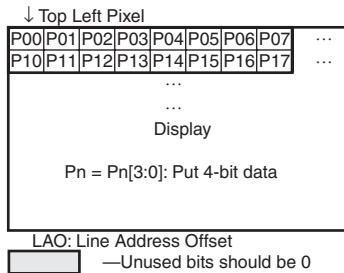 ↓ Top Left Pixel
P00 P01 P02 P03 P04 P05 P06 P07 ...
P10 P11 P12 P13 P14 P15 P16 P17 ...
...
...
Display
Pn = Pn[3:0]: Put 4-bit data
LAO: Line Address Offset
—Unused bits should be 0